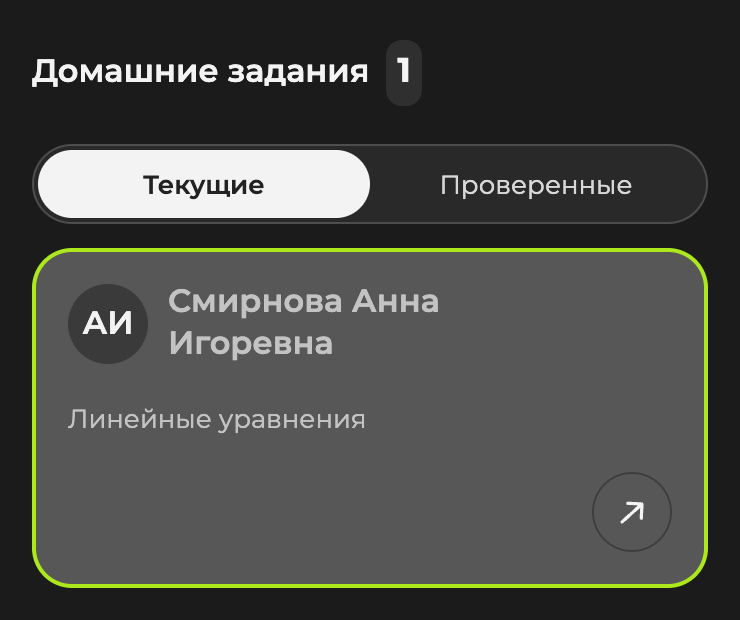 Домашние задания 1
Текущие Проверенные
АИ Смирнова Анна
Игоревна
Линейные уравнения